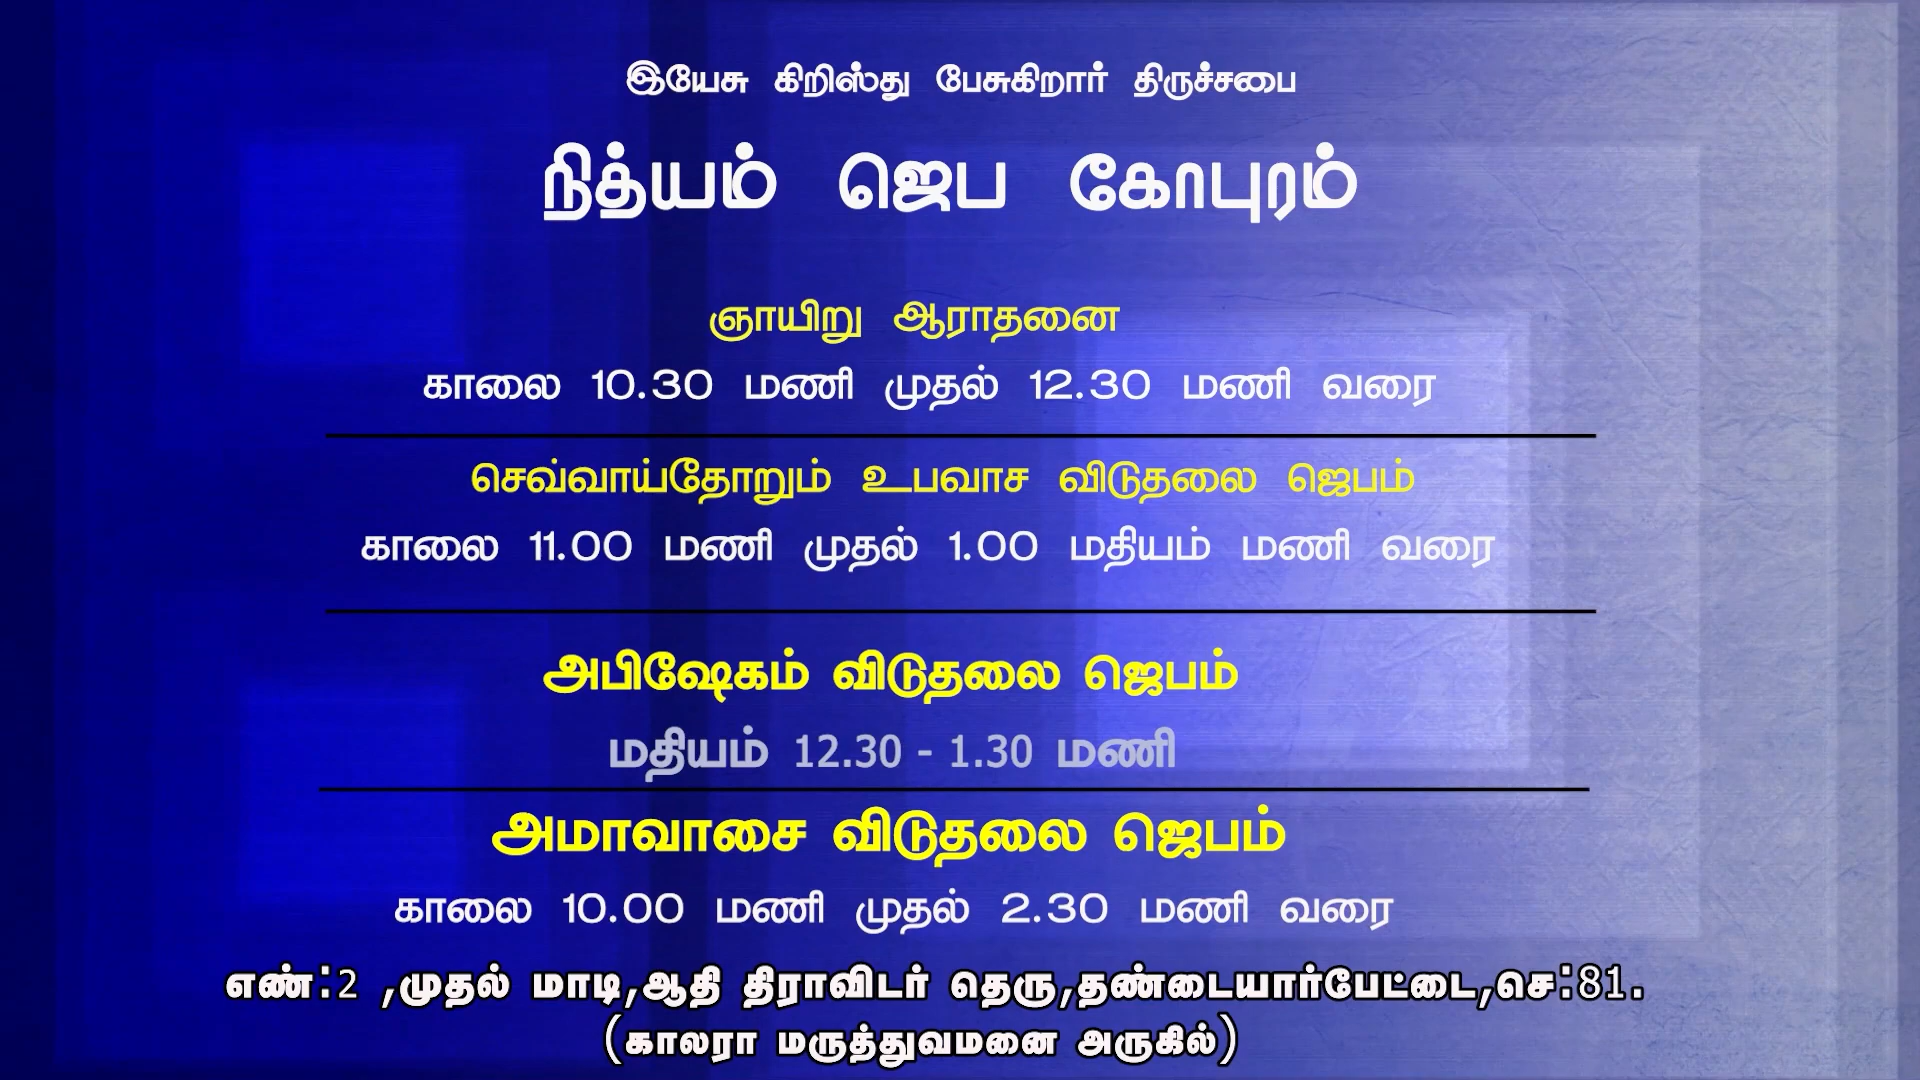 இயேசு கிறிஸ்து பேசுகிறார் திருச்சபை
நித்யம் ஜெப கோபுரம்
ஞாயிறு ஆராதனை
காலை 10.30 மணி முதல் 12.30 மணி வரை
செவ்வாய்தோறும் உபவாச விடுதலை ஜெபம்
காலை 11.00 மணி முதல் 1.00 மதியம் மணி வரை
அபிஷேகம் விடுதலை ஜெபம்
மதியம் 12.30 - 1.30 மணி
அமாவாசை விடுதலை ஜெபம்
காலை 10.00 மணி முதல் 2.30 மணி வரை
எண்:2 ,முதல் மாடி,ஆதி திராவிடர் தெரு,தண்டையார்பேட்டை,செ:81.
(காலரா மருத்துவமனை அருகில்)